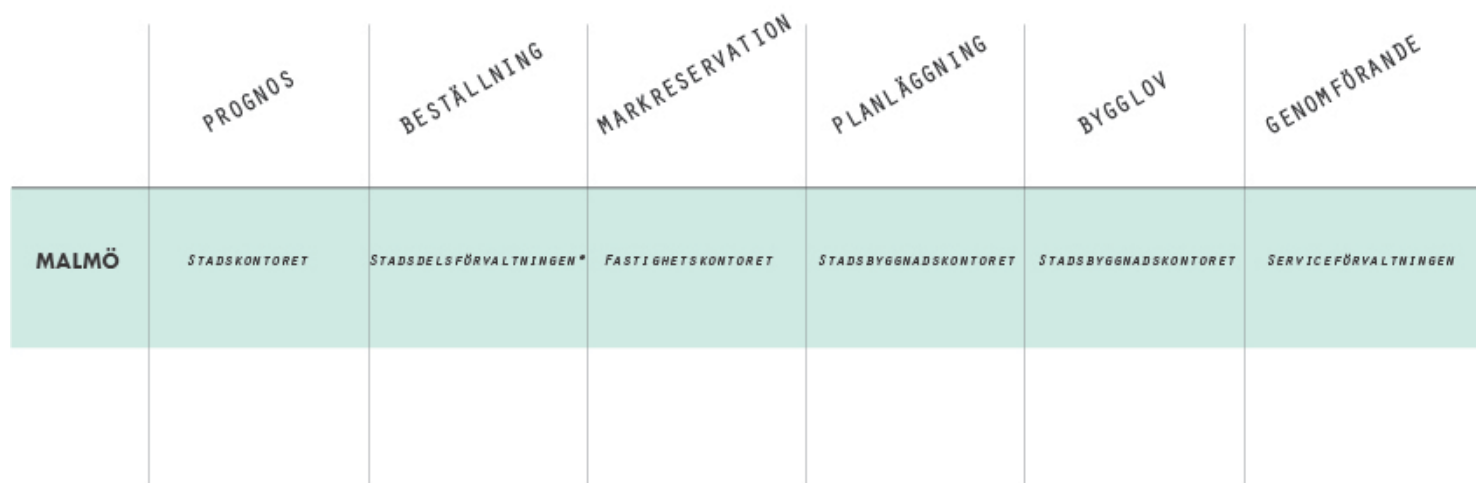 PROGNOS
BESTÄLLNING
MARKRESERVATION
PLANLÄGGNING
BYGGLOV
GENOMFÖRANDE
MALMÖ
STADSKONTORET
STADSDELSFÖRVALTNINGEN*
FASTIGHETSKONTORET
STADSBYGGNADSKONTORET
STADSBYGGNADSKONTORET
SERVICEFÖRVALTNINGEN